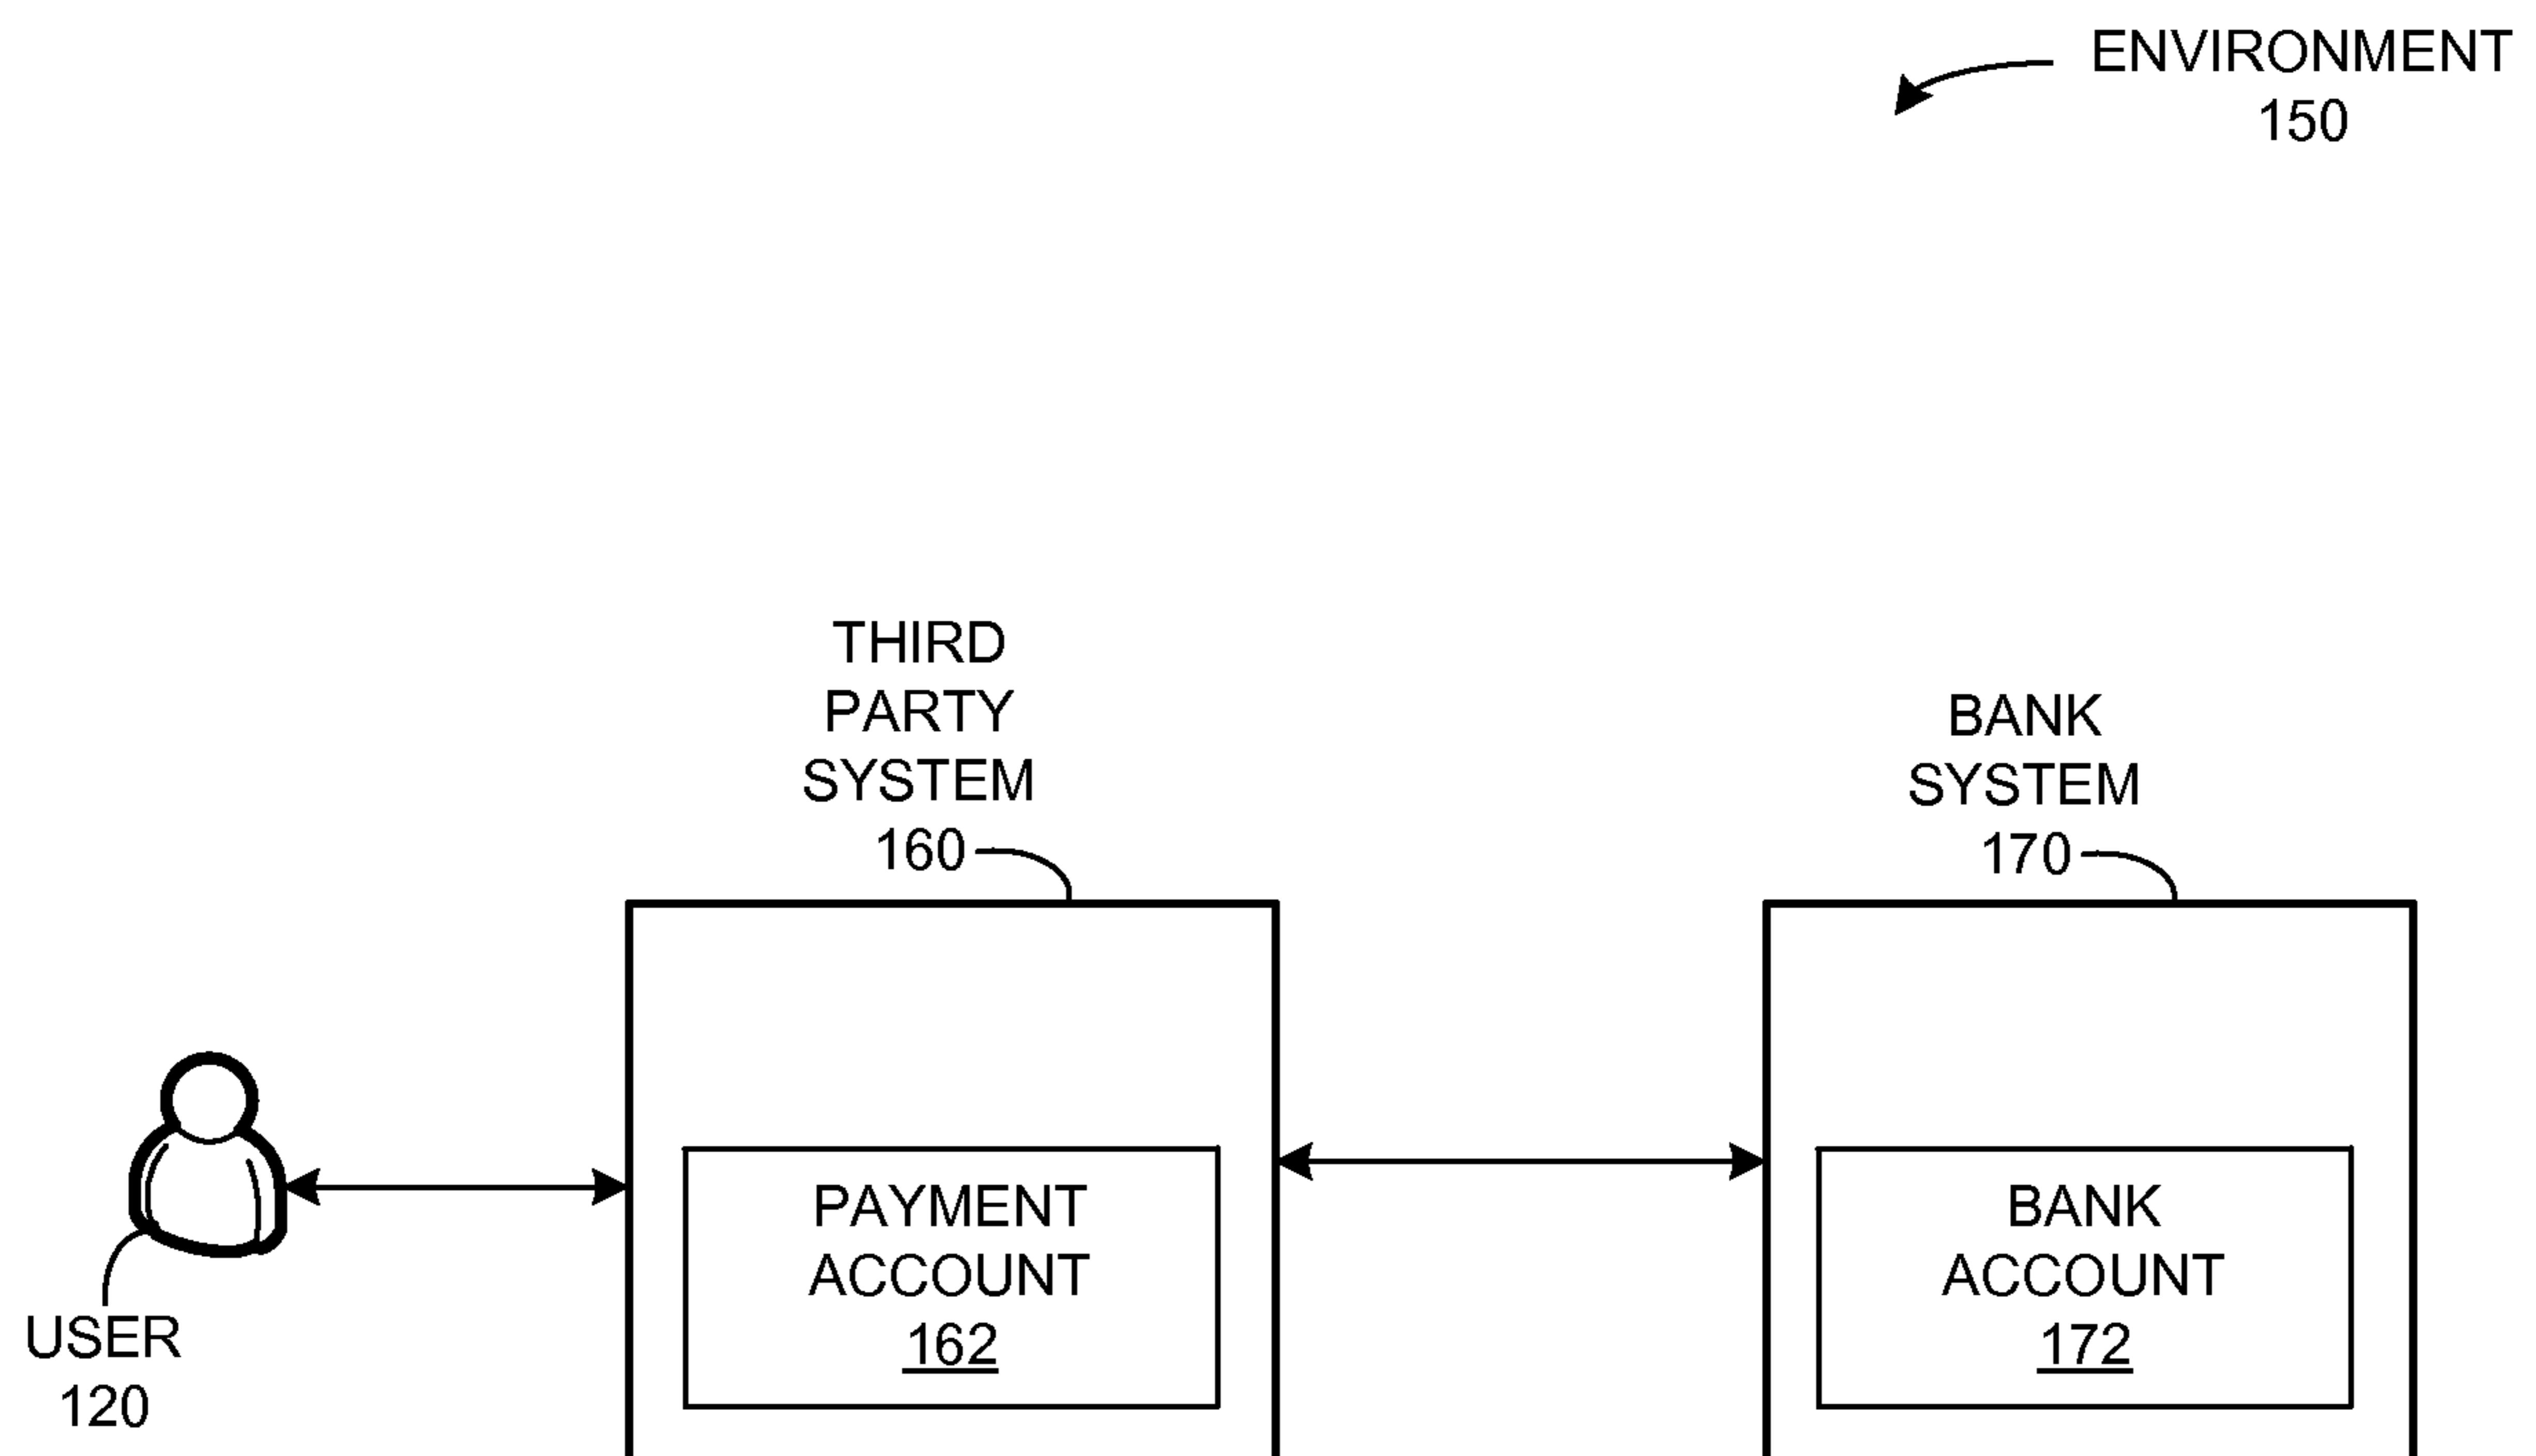 ENVIRONMENT
150
THIRD
PARTY
SYSTEM
160
BANK
SYSTEM
170
PAYMENT
ACCOUNT
162
BANK
ACCOUNT
172
USER
120